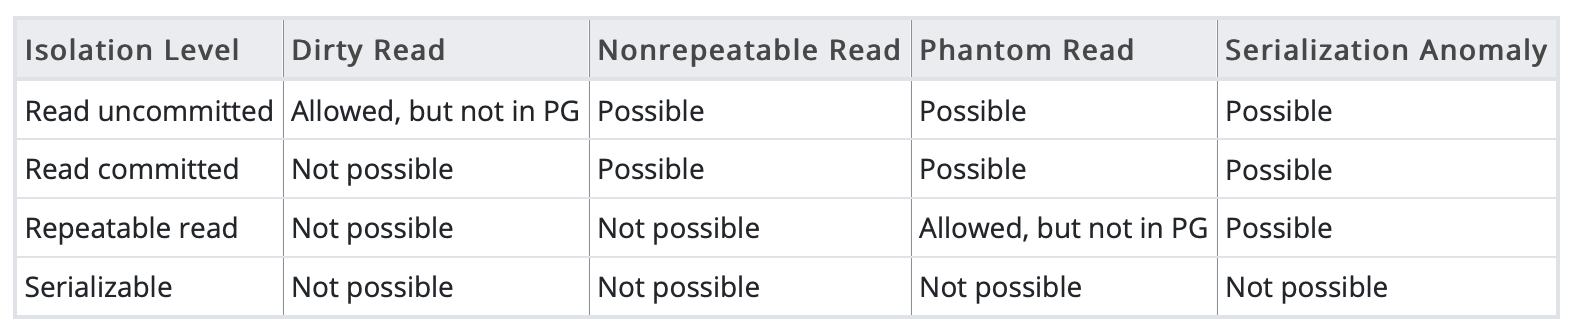 Isolation Level Dirty Read Nonrepeatable Read Phantom Read Serialization Anomaly
Read uncommitted Allowed, but not in PG Possible Possible Possible
Read committed Not possible Possible Possible Possible
Repeatable read Not possible Not possible Allowed, but not in PG Possible
Serializable Not possible Not possible Not possible Not possible